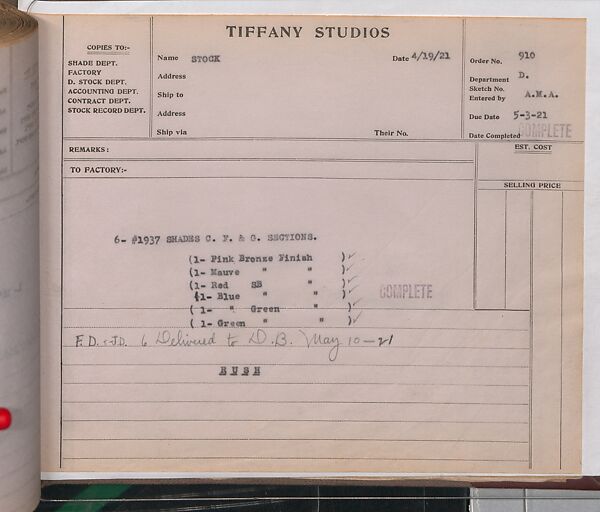 TIFFANY STUDIOS
COPIES TO:-
SHADE DEPT.
FACTORY
D. STOCK DEPT.
ACCOUNTING DEPT.
CONTRACT DEPT.
STOCK RECORD DEPT.
Name STOCK Date 4/19/21
Address
Ship to
Address
Ship via Their No.
Order No. 910
Department D.
Sketch No.
Entered by A.M.A.
Due Date 5-3-21
Date Completed COMPLETE
REMARKS:
EST. COST
TO FACTORY:-
SELLING PRICE
6- #1937 SHADES C. F. & G. SECTIONS.
(1- Pink Bronze Finish )✓
(1- Mauve " " )✓
(1- Red SB " )✓
(1- Blue " " )✓
(1- " Green " )✓
(1- Green " " )✓
COMPLETE
F.D. & J.D. 6 Delivered to D.B. May 10-21
RUSH